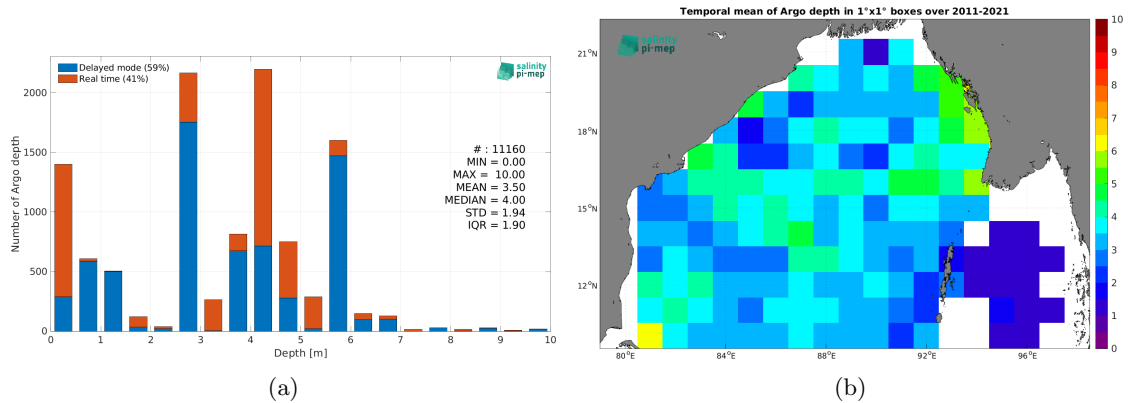 Delayed mode (59%)
Real time (41%)
salinity
pi-mep
Number of Argo depth
2000
1500
1000
500
0
# : 11160
MIN = 0.00
MAX = 10.00
MEAN = 3.50
MEDIAN = 4.00
STD = 1.94
IQR = 1.90
0 1 2 3 4 5 6 7 8 9 10
Depth [m]
(a)
Temporal mean of Argo depth in 1°x1° boxes over 2011-2021
salinity
pi-mep
21°N
18°N
15°N
12°N
80°E 84°E 88°E 92°E 96°E
10
9
8
7
6
5
4
3
2
1
0
(b)